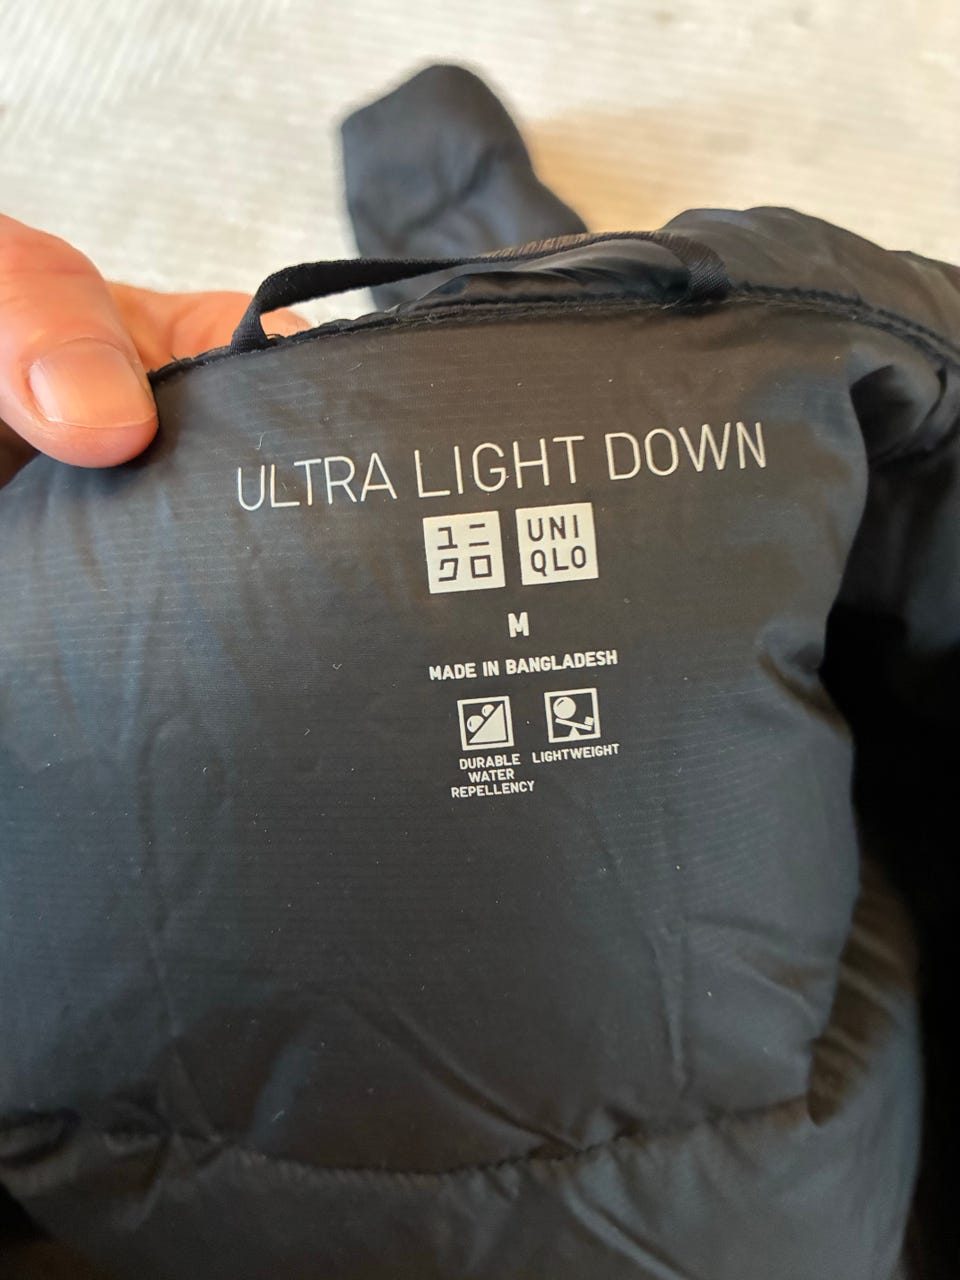 ULTRA LIGHT DOWN
ユニ
クロ
UNI
QLO
M
MADE IN BANGLADESH
DURABLE
WATER
REPELLENCY
LIGHTWEIGHT